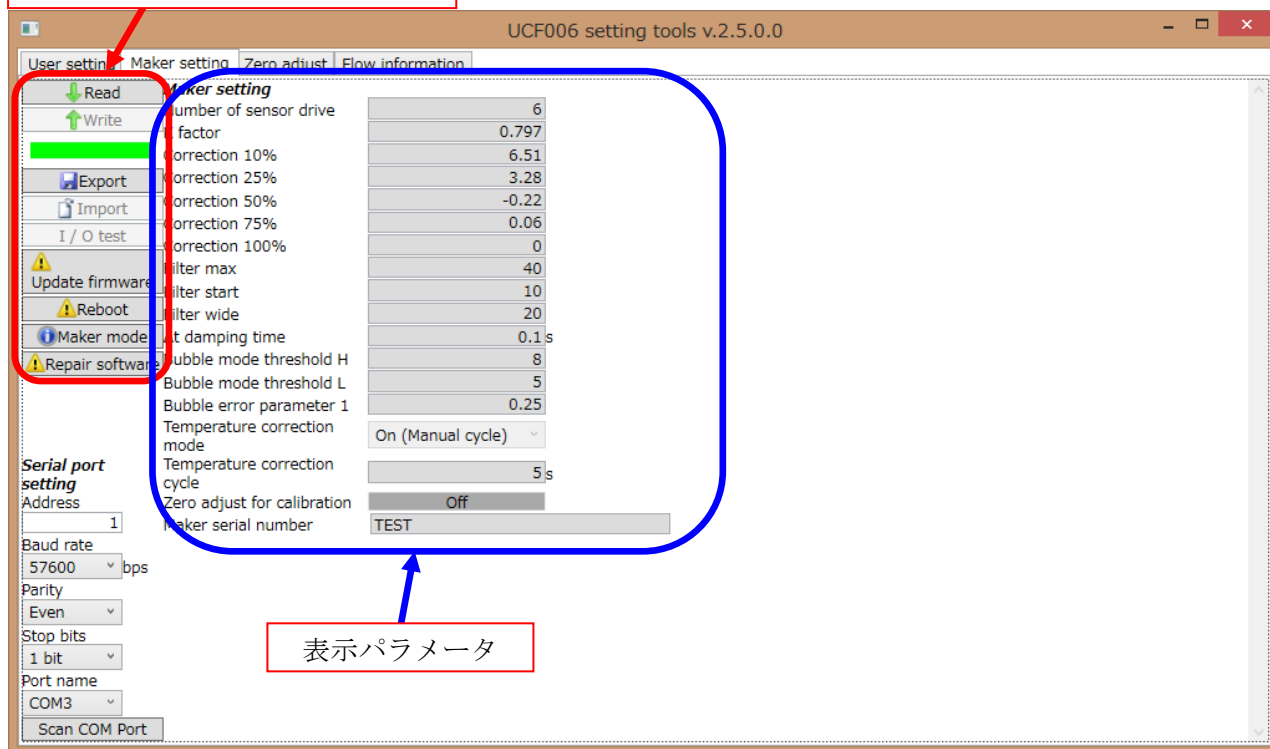 UCF006 setting tools v.2.5.0.0
User setting Maker setting Zero adjust Flow information
Read
Write
Export
Import
I / O test
Update firmware
Reboot
Maker mode
Repair software
Maker setting
Number of sensor drive 6
K factor 0.797
Correction 10% 6.51
Correction 25% 3.28
Correction 50% -0.22
Correction 75% 0.06
Correction 100% 0
Filter max 40
Filter start 10
Filter wide 20
At damping time 0.1 s
Bubble mode threshold H 8
Bubble mode threshold L 5
Bubble error parameter 1 0.25
Temperature correction
mode On (Manual cycle)
Temperature correction
cycle 5 s
Zero adjust for calibration Off
Maker serial number TEST
Serial port
setting
Address
1
Baud rate
57600 bps
Parity
Even
Stop bits
1 bit
Port name
COM3
Scan COM Port
表示パラメータ